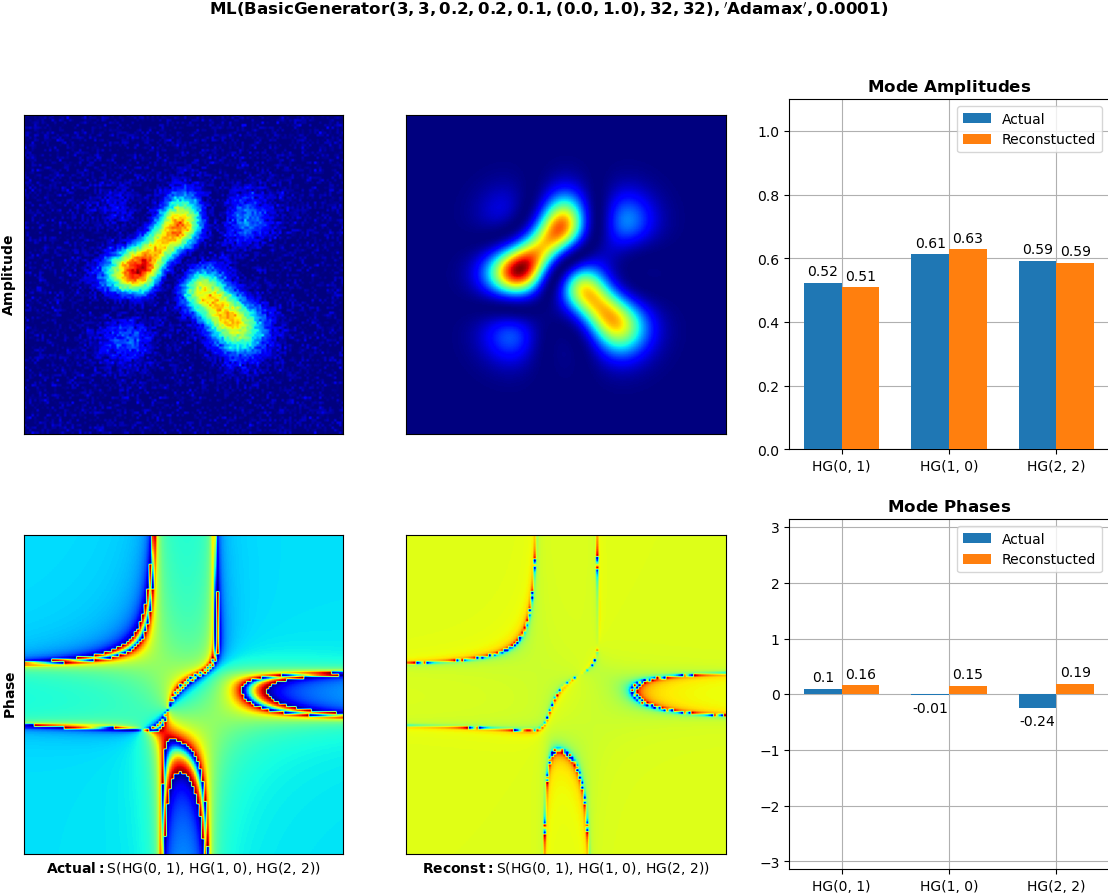 ML(BasicGenerator(3, 3, 0.2, 0.2, 0.1, (0.0, 1.0), 32, 32), 'Adamax', 0.0001)
Amplitude
Mode Amplitudes
Actual
Reconstucted
1.0
0.8
0.6
0.4
0.2
0.0
0.52 0.51 0.61 0.63 0.59 0.59
HG(0, 1) HG(1, 0) HG(2, 2)
Phase
Actual: S(HG(0, 1), HG(1, 0), HG(2, 2))
Reconst: S(HG(0, 1), HG(1, 0), HG(2, 2))
Mode Phases
Actual
Reconstucted
3
2
1
0
−1
−2
−3
0.1 0.16 -0.01 0.15 -0.24 0.19
HG(0, 1) HG(1, 0) HG(2, 2)